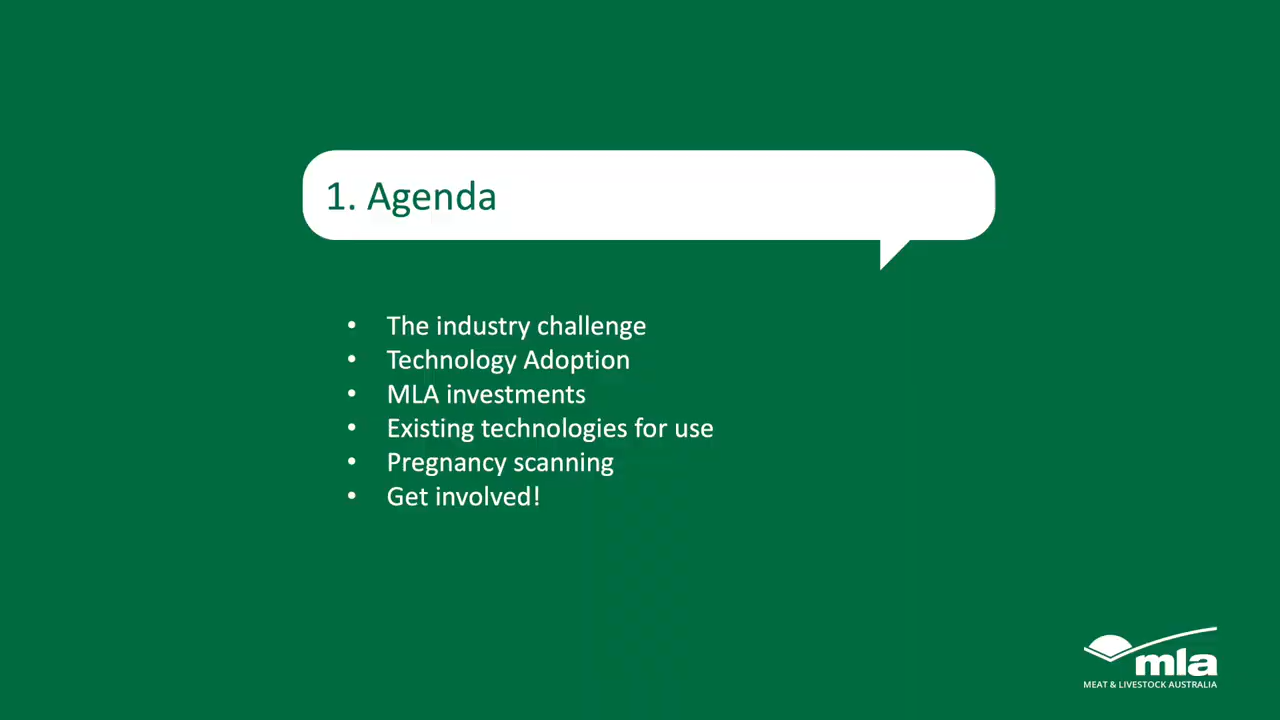 1. Agenda
• The industry challenge
• Technology Adoption
• MLA investments
• Existing technologies for use
• Pregnancy scanning
• Get involved!
mla
MEAT & LIVESTOCK AUSTRALIA